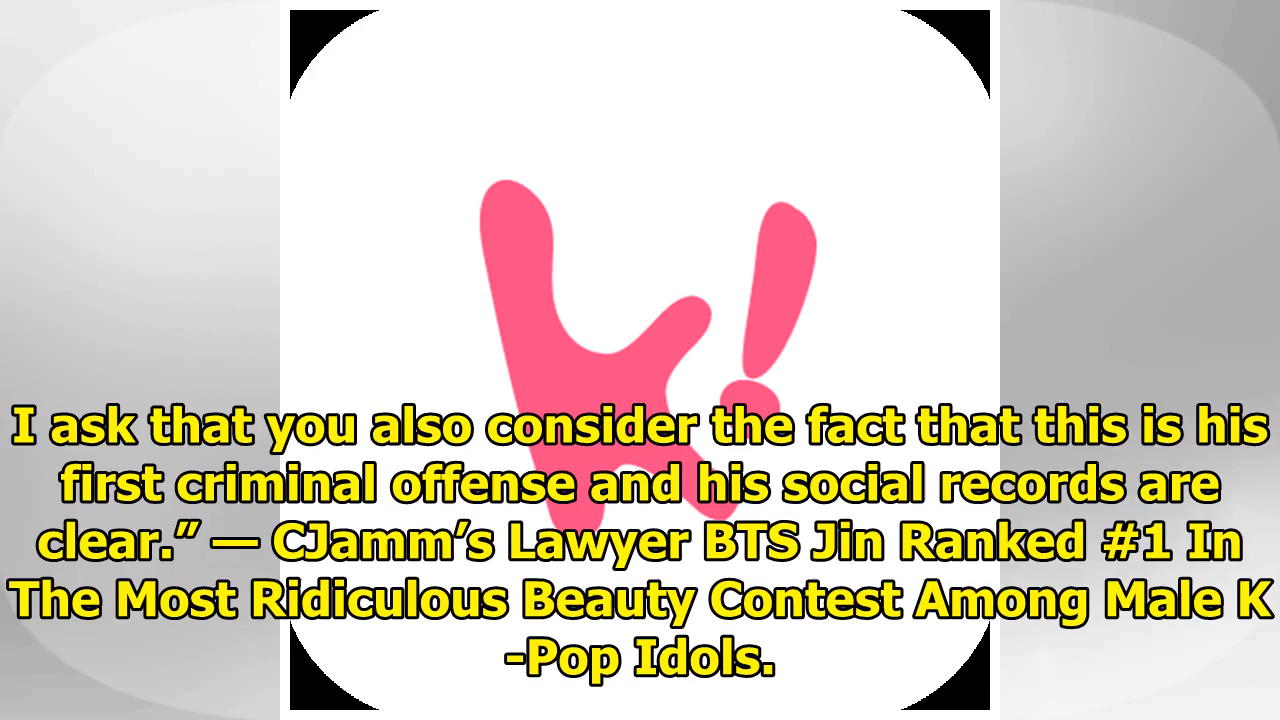 I ask that you also consider the fact that this is his
first criminal offense and his social records are
clear.” — CJamm’s Lawyer BTS Jin Ranked #1 In
The Most Ridiculous Beauty Contest Among Male K
-Pop Idols.
k!